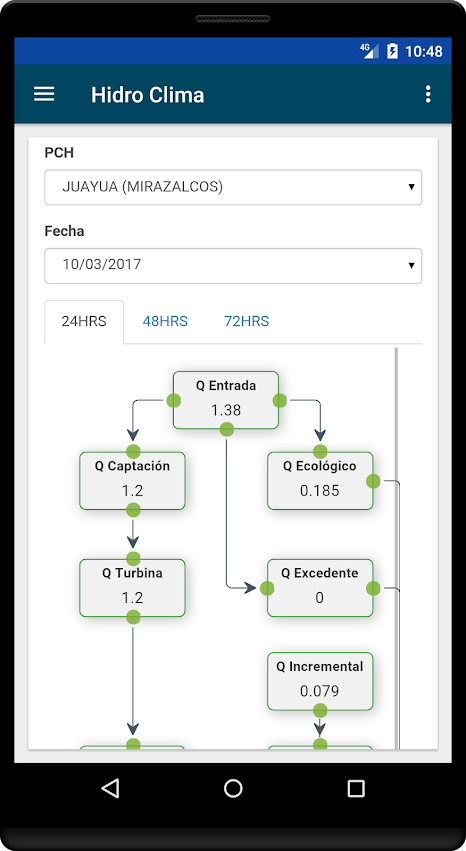 4G 10:48
Hidro Clima
PCH
JUAYUA (MIRAZALCOS)
Fecha
10/03/2017
24HRS 48HRS 72HRS
Q Entrada
1.38
Q Captación
1.2
Q Ecológico
0.185
Q Turbina
1.2
Q Excedente
0
Q Incremental
0.079